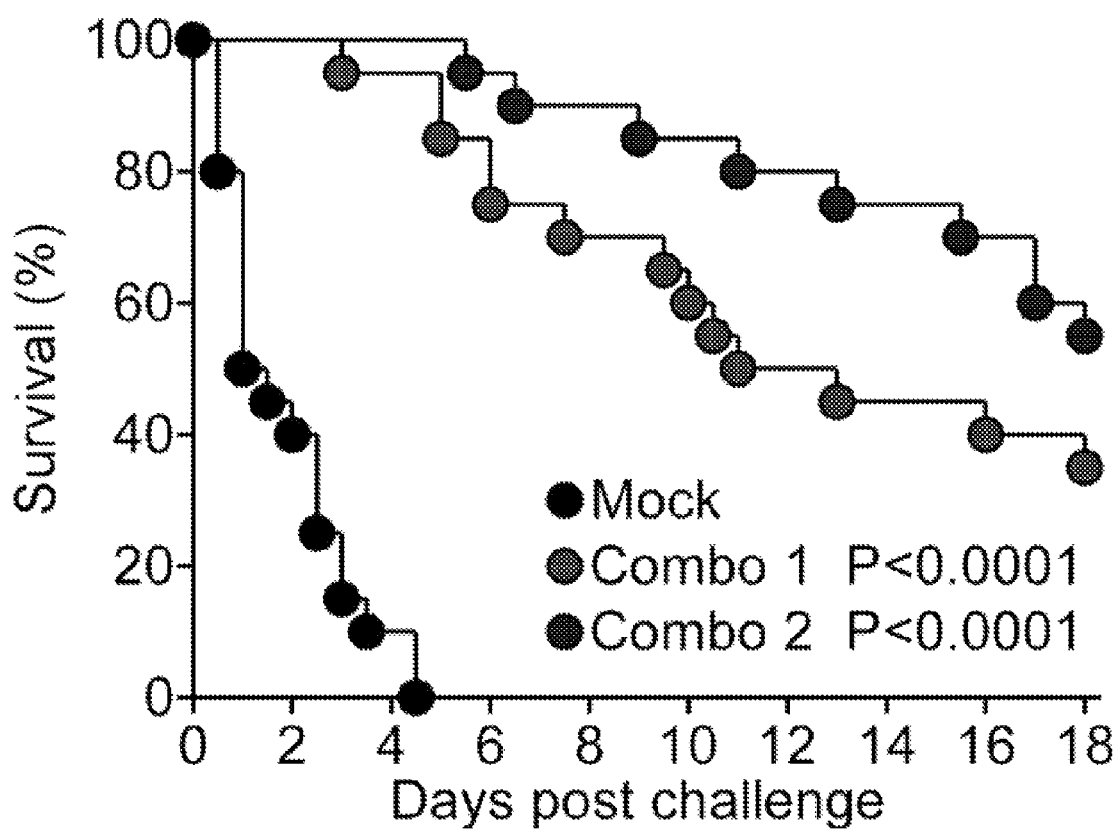 Survival (%)
100
80
60
40
20
0
Mock
Combo 1 P<0.0001
Combo 2 P<0.0001
0 2 4 6 8 10 12 14 16 18
Days post challenge